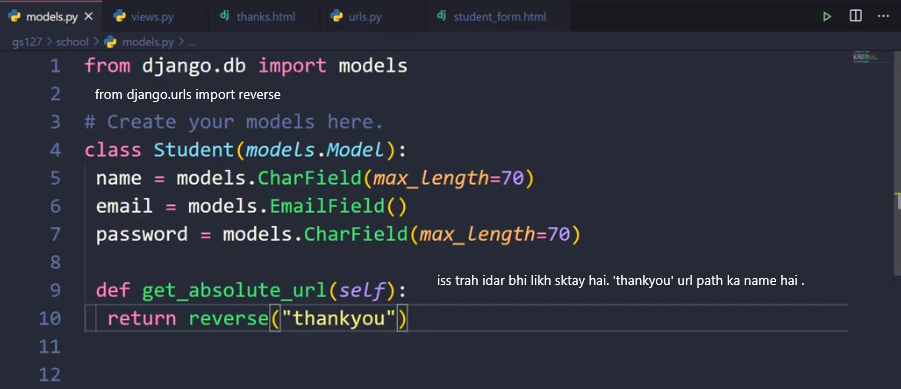 models.py × views.py thanks.html urls.py student_form.html
gs127 > school > models.py > ...
1 from django.db import models
2 from django.urls import reverse
3 # Create your models here.
4 class Student(models.Model):
5 name = models.CharField(max_length=70)
6 email = models.EmailField()
7 password = models.CharField(max_length=70)
8
9 def get_absolute_url(self): iss trah idar bhi likh sktay hai. 'thankyou' url path ka name hai .
10 return reverse("thankyou")
11
12